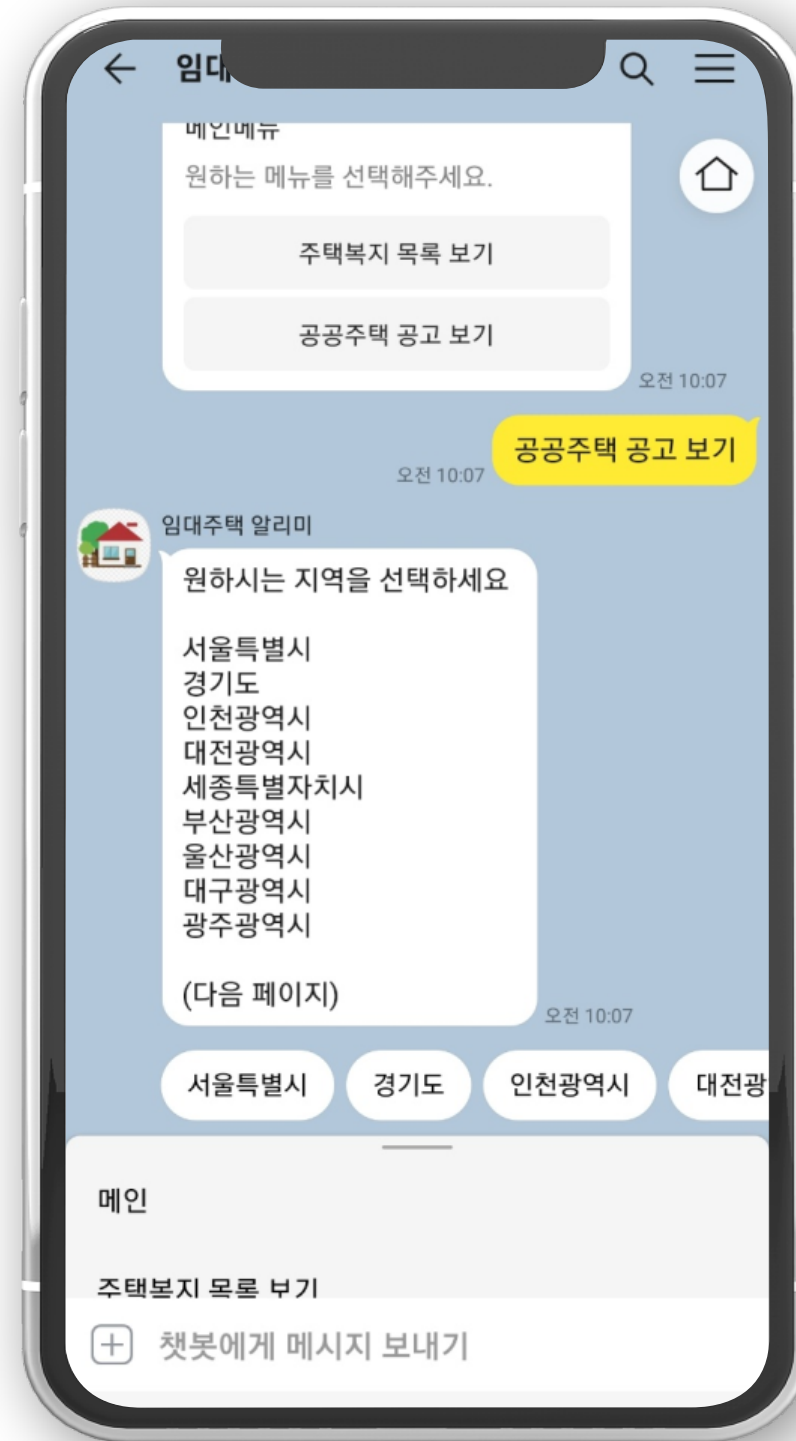 임대
메인메뉴
원하는 메뉴를 선택해주세요.
주택복지 목록 보기
공공주택 공고 보기
오전 10:07
공공주택 공고 보기
오전 10:07
임대주택 알리미
원하시는 지역을 선택하세요
서울특별시
경기도
인천광역시
대전광역시
세종특별자치시
부산광역시
울산광역시
대구광역시
광주광역시
(다음 페이지)
오전 10:07
서울특별시 경기도 인천광역시 대전광
메인
주택복지 목록 보기
챗봇에게 메시지 보내기